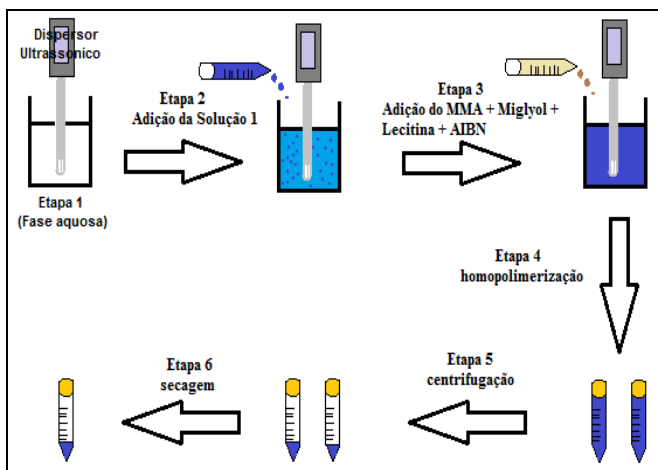 Dispersor
Ultrassonico
Etapa 1
(Fase aquosa)
Etapa 2
Adição da Solução 1
Etapa 3
Adição do MMA + Miglyol +
Lecitina + AIBN
Etapa 4
homopolimerização
Etapa 5
centrifugação
Etapa 6
secagem